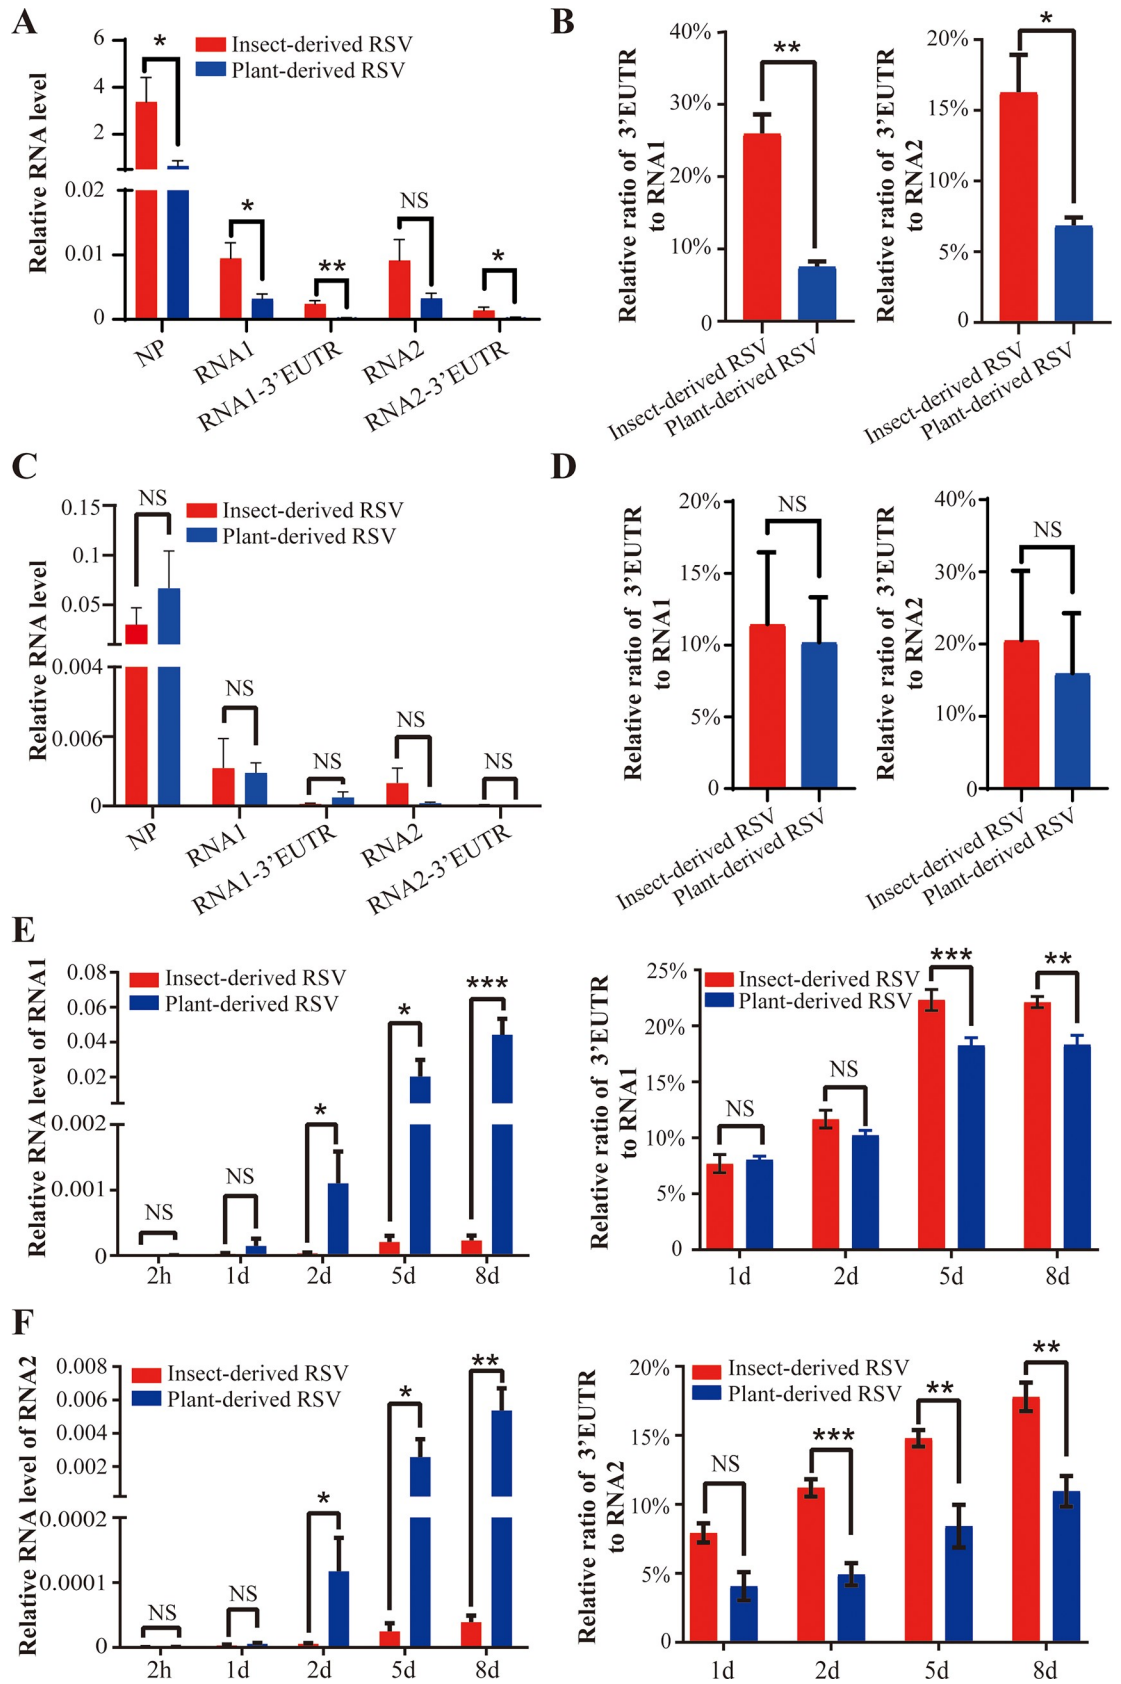 A
Relative RNA level
6
4
2
0.02
0.01
0
*
*
**
NS
*
Insect-derived RSV
Plant-derived RSV
NP
RNA1
RNA1-3’EUTR
RNA2
RNA2-3’EUTR
B
Relative ratio of 3’EUTR
to RNA1
40%
30%
20%
10%
0
**
Insect-derived RSV
Plant-derived RSV
Relative ratio of 3’EUTR
to RNA2
20%
15%
10%
5%
0
*
Insect-derived RSV
Plant-derived RSV
C
Relative RNA level
0.15
0.1
0.05
0.004
0.006
0
NS
NS
NS
NS
NS
Insect-derived RSV
Plant-derived RSV
NP
RNA1
RNA1-3’EUTR
RNA2
RNA2-3’EUTR
D
Relative ratio of 3’EUTR
to RNA1
20%
15%
10%
5%
0
NS
Insect-derived RSV
Plant-derived RSV
Relative ratio of 3’EUTR
to RNA2
40%
30%
20%
10%
0
NS
Insect-derived RSV
Plant-derived RSV
E
Relative RNA level of RNA1
0.08
0.06
0.04
0.02
0.002
0.001
0
Insect-derived RSV
Plant-derived RSV
NS
NS
*
*
***
2h
1d
2d
5d
8d
Relative ratio of 3’EUTR
to RNA1
25%
20%
15%
10%
5%
0
Insect-derived RSV
Plant-derived RSV
NS
NS
***
**
1d
2d
5d
8d
F
Relative RNA level of RNA2
0.008
0.006
0.004
0.002
0.0002
0.0001
0
Insect-derived RSV
Plant-derived RSV
NS
NS
*
*
**
2h
1d
2d
5d
8d
Relative ratio of 3’EUTR
to RNA2
20%
15%
10%
5%
0
Insect-derived RSV
Plant-derived RSV
NS
***
**
**
1d
2d
5d
8d